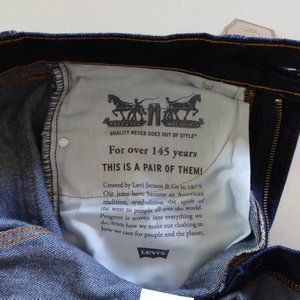 QUALITY NEVER GOES OUT OF STYLE®
For over 145 years
THIS IS A PAIR OF THEM!
Created by Levi Strauss & Co in 1873.
Our jeans have become an American
tradition, symbolizing the spirit of
the west to people all over the world.
Progress is woven into everything we
do; from how we make our clothing to
how we care for people and the planet.
Levi's